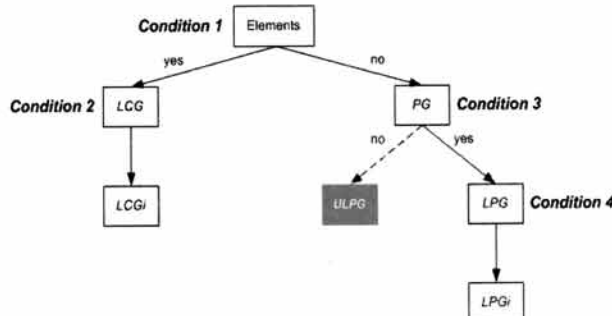 Condition 1
Elements
yes
no
Condition 2
LCG
PG
Condition 3
no
yes
LCGi
ULPG
LPG
Condition 4
LPGi